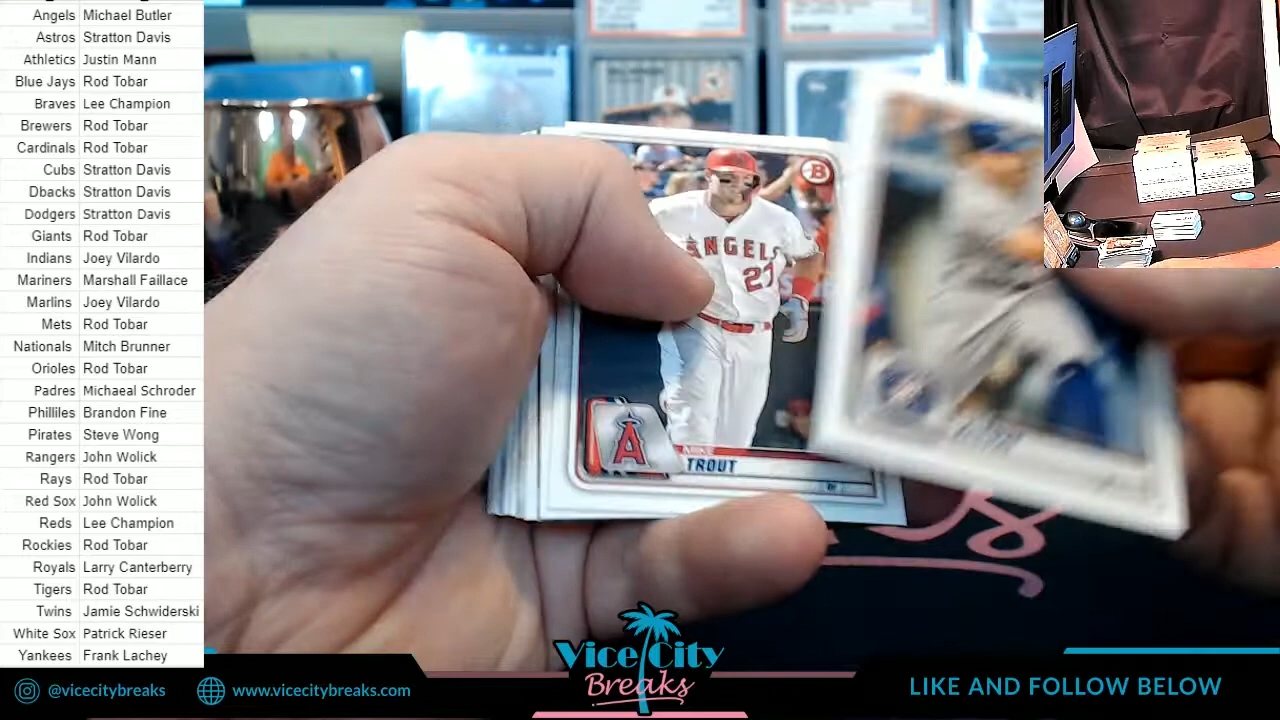 Angels Michael Butler
Astros Stratton Davis
Athletics Justin Mann
Blue Jays Rod Tobar
Braves Lee Champion
Brewers Rod Tobar
Cardinals Rod Tobar
Cubs Stratton Davis
Dbacks Stratton Davis
Dodgers Stratton Davis
Giants Rod Tobar
Indians Joey Vilardo
Mariners Marshall Faillace
Marlins Joey Vilardo
Mets Rod Tobar
Nationals Mitch Brunner
Orioles Rod Tobar
Padres Michaeal Schroder
Philliles Brandon Fine
Pirates Steve Wong
Rangers John Wolick
Rays Rod Tobar
Red Sox John Wolick
Reds Lee Champion
Rockies Rod Tobar
Royals Larry Canterberry
Tigers Rod Tobar
Twins Jamie Schwiderski
White Sox Patrick Rieser
Yankees Frank Lachey
B
ANGELS
27
A
MIKE
TROUT
Vice City
Breaks
@vicecitybreaks
www.vicecitybreaks.com
LIKE AND FOLLOW BELOW